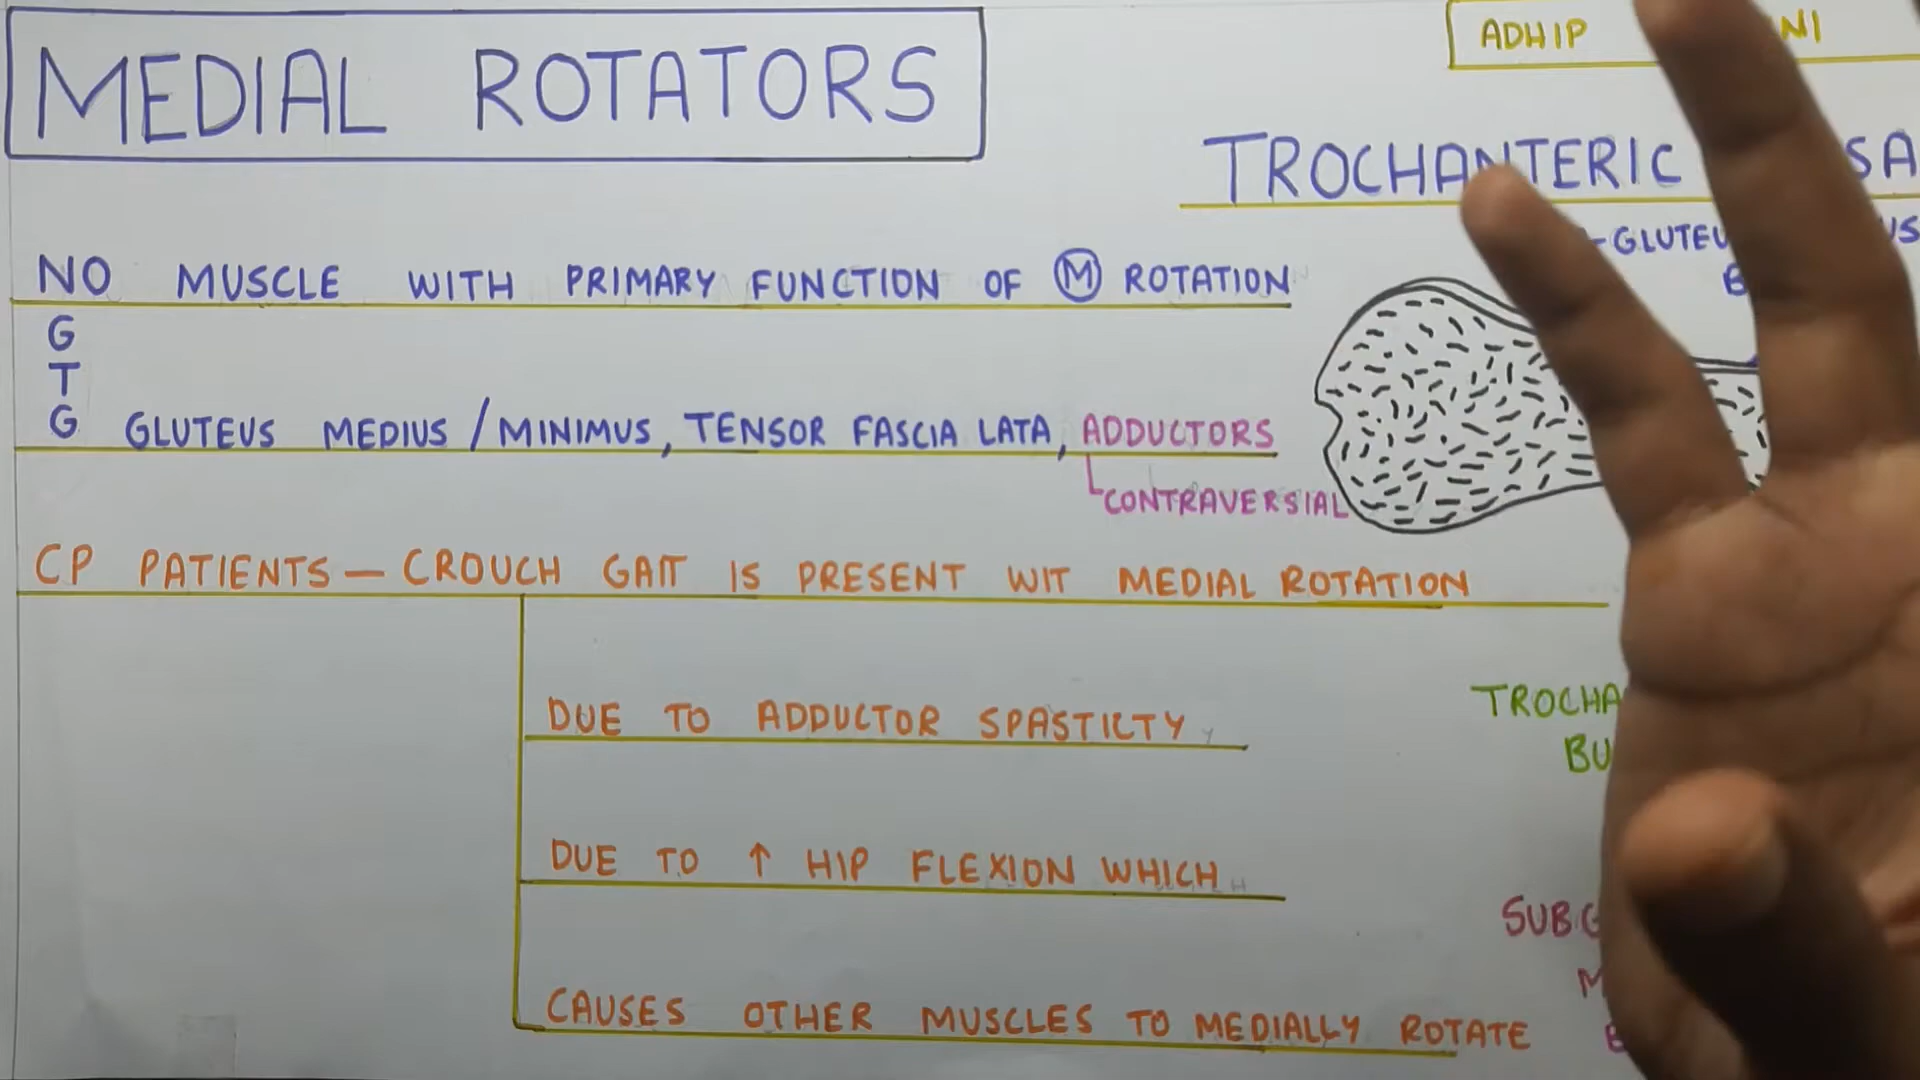 MEDIAL ROTATORS
ADHIP
TROCHANTERIC
NO MUSCLE WITH PRIMARY FUNCTION OF Ⓜ ROTATION
G
T
G
GLUTEUS MEDIUS / MINIMUS, TENSOR FASCIA LATA, ADDUCTORS
CONTRAVERSIAL
CP PATIENTS — CROUCH GAIT IS PRESENT WIT MEDIAL ROTATION
DUE TO ADDUCTOR SPASTICTY
DUE TO ↑ HIP FLEXION WHICH
CAUSES OTHER MUSCLES TO MEDIALLY ROTATE